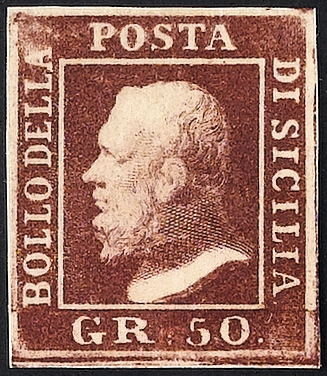 BOLLO DELLA
POSTA
DI SICILIA
GR. 50.